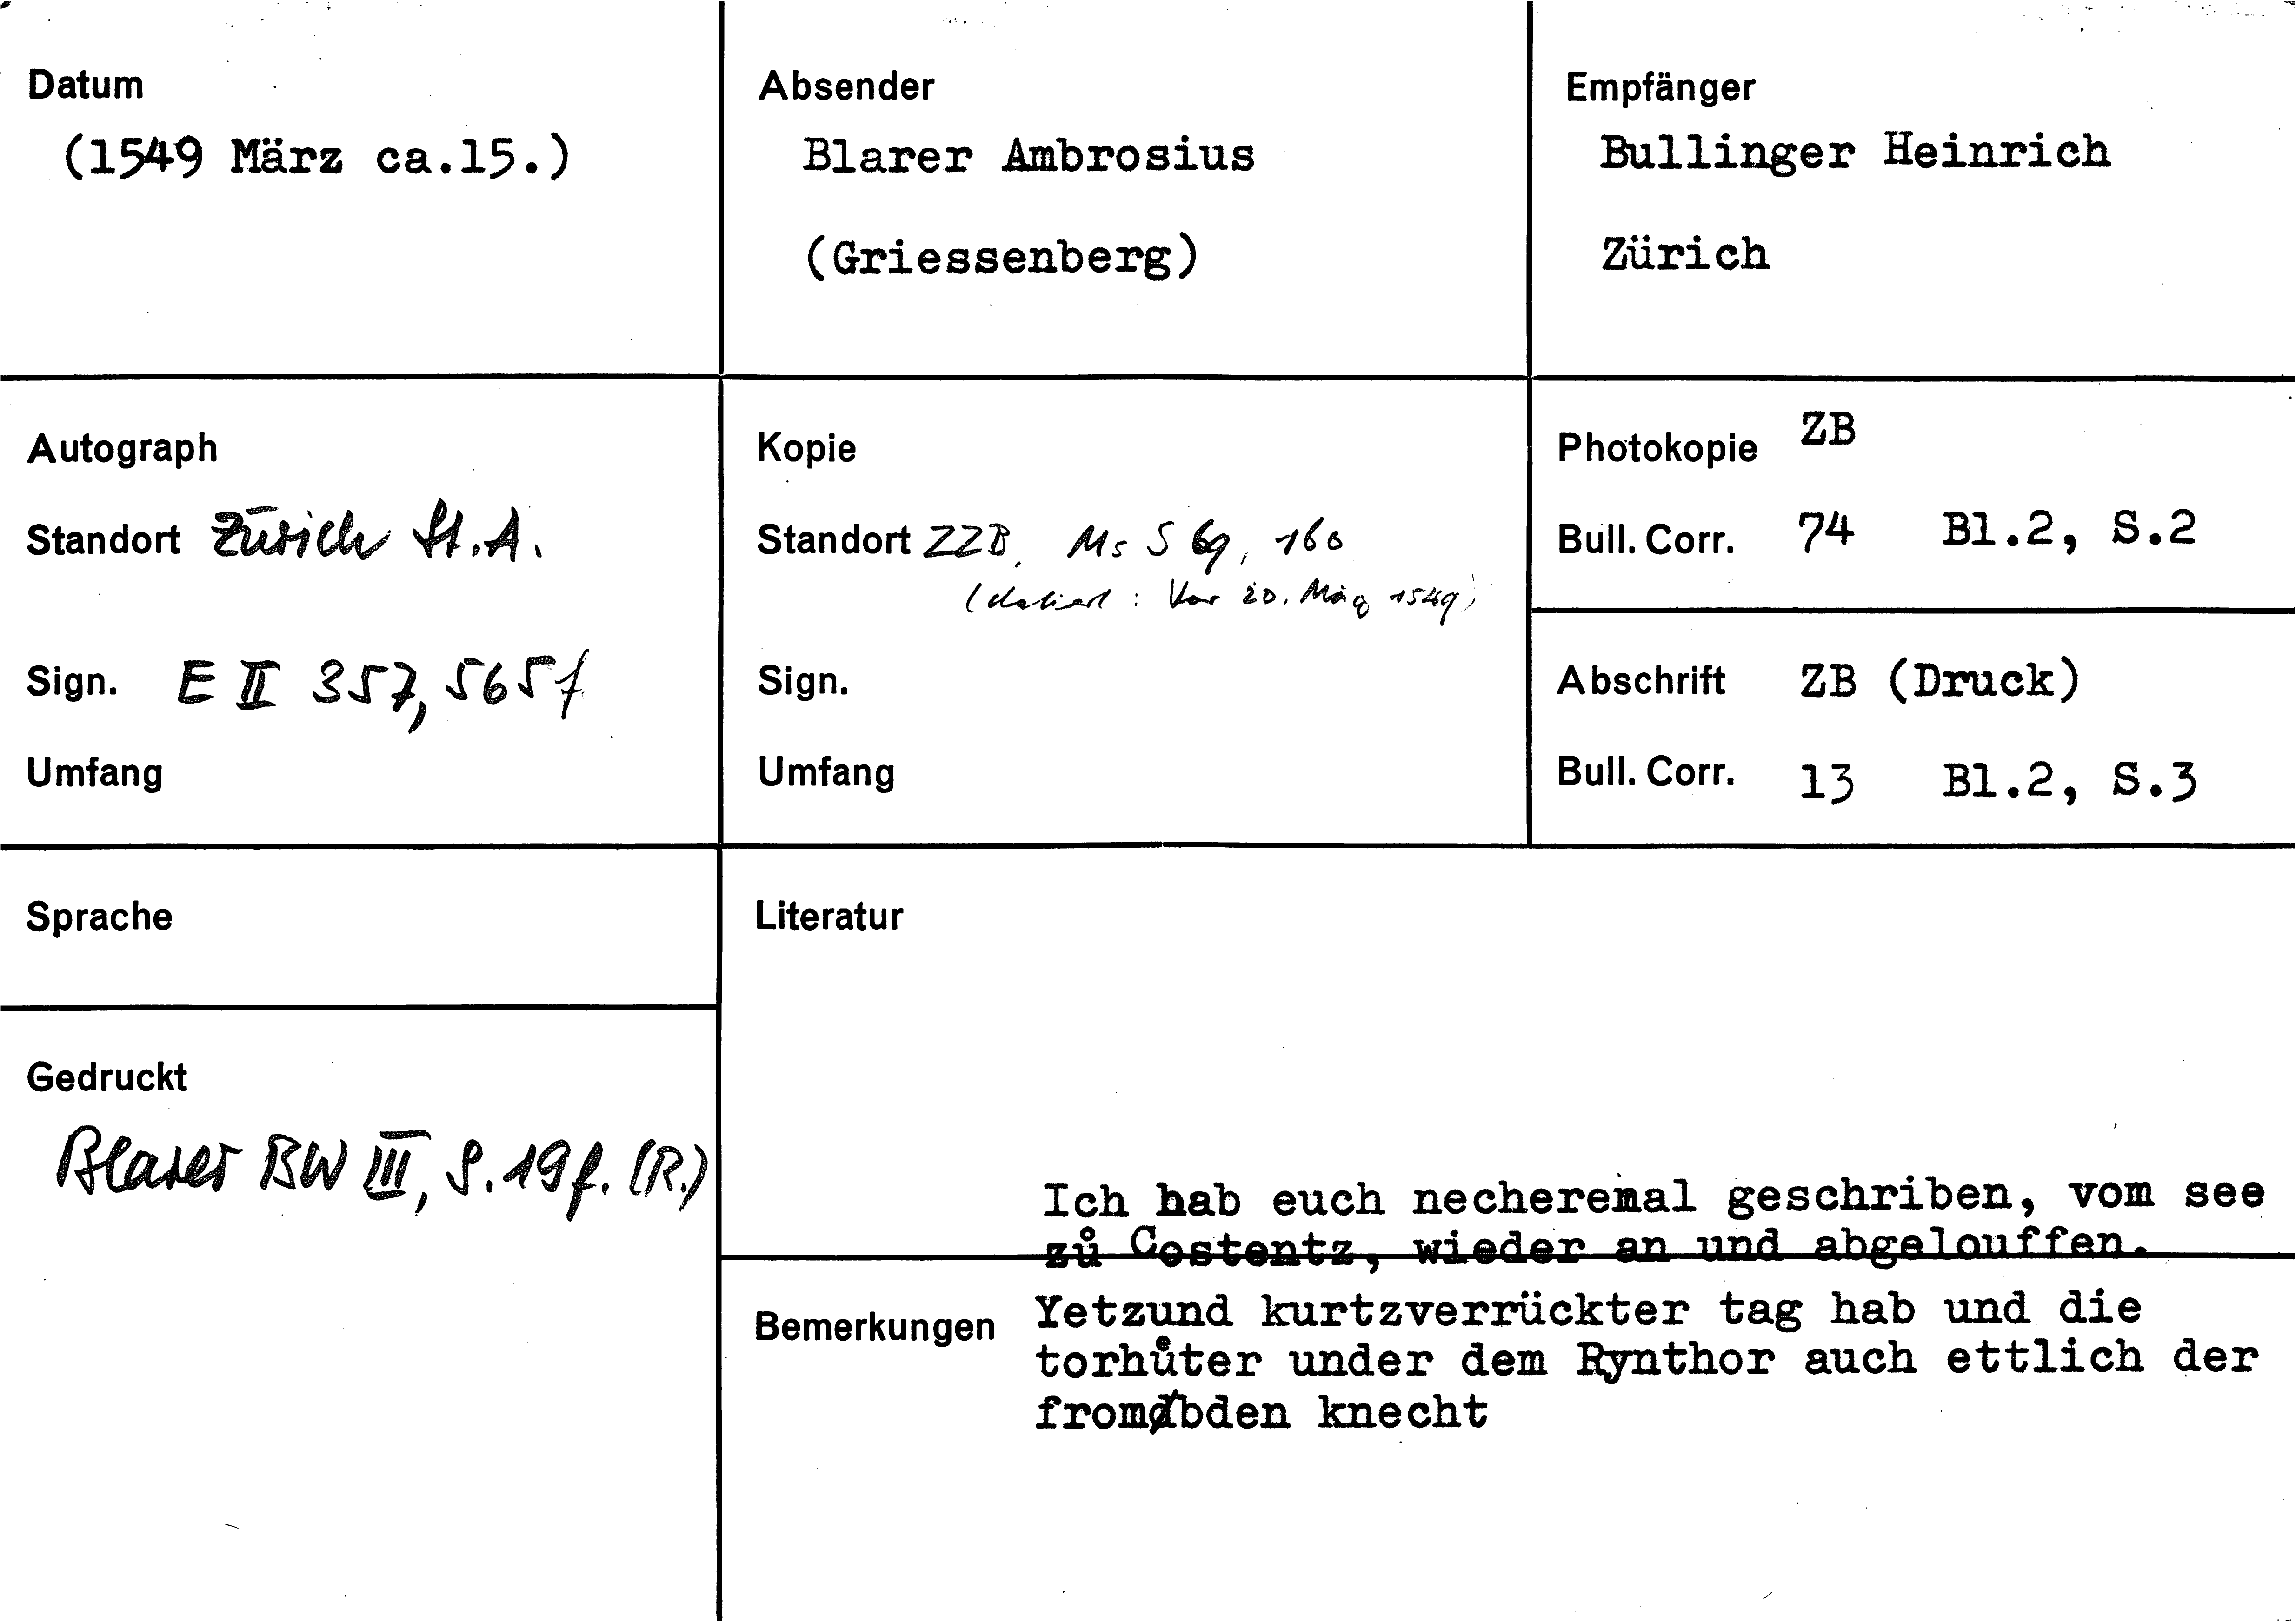 Datum
(1549 März ca.15.)
Absender
Blarer Ambrosius
(Griessenberg)
Empfänger
Bullinger Heinrich
Zürich
Autograph
Standort Zürich St.A.
Sign. E II 357, 565f
Umfang
Kopie
Standort ZZB, Ms S 69, 160
(datiert: Vor 20. März 1549)
Sign.
Umfang
Photokopie ZB
Bull. Corr. 74 Bl.2, S.2
Abschrift ZB (Druck)
Bull. Corr. 13 Bl.2, S.3
Sprache
Gedruckt
Blarer BW III, S. 19f. (R.)
Literatur
Ich hab euch necheremal geschriben, vom see
zů Costentz, wieder an und abgelouffen.
Bemerkungen Yetzund kurtzverrückter tag hab und die
torhůter under dem Rynthor auch ettlich der
frombden knecht